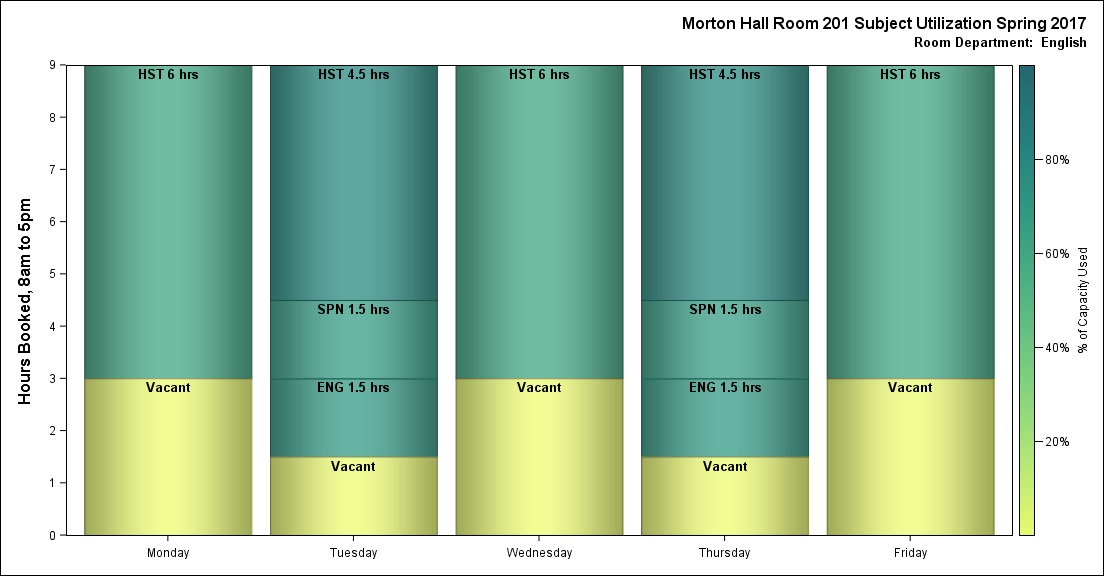 Morton Hall Room 201 Subject Utilization Spring 2017
Room Department: English
Hours Booked, 8am to 5pm
9
8
7
6
5
4
3
2
1
0
HST 6 hrs
Vacant
HST 4.5 hrs
SPN 1.5 hrs
ENG 1.5 hrs
Vacant
HST 6 hrs
Vacant
HST 4.5 hrs
SPN 1.5 hrs
ENG 1.5 hrs
Vacant
HST 6 hrs
Vacant
Monday
Tuesday
Wednesday
Thursday
Friday
80%
60%
40%
20%
% of Capacity Used